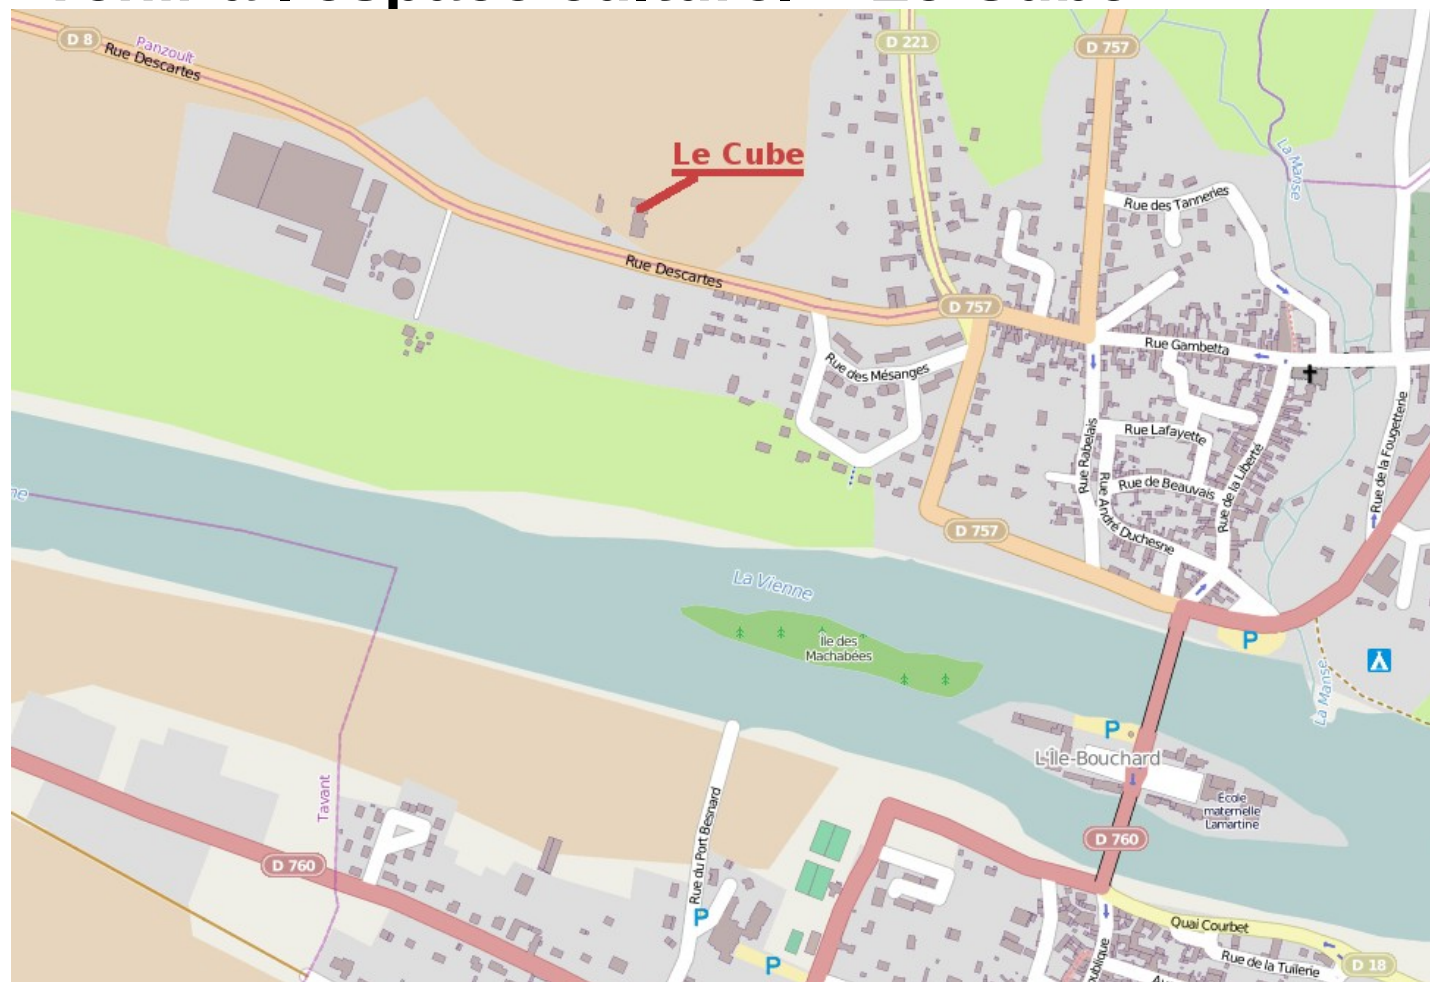 D 8
Panzoult
Rue Descartes
D 221
D 757
Le Cube
La Manse
Rue des Tanneries
Rue Descartes
D 757
Rue Gambetta
Rue des Mésanges
Rue Rabelais
Rue Lafayette
Rue de la Fougetterie
Rue de Beauvais
Rue de la Liberté
Rue André Duchesne
D 757
La Vienne
Île des
Machabées
P
La Manse
P
L'Île-Bouchard
Ecole
maternelle
Lamartine
Tavant
Rue du Port Besnard
D 760
D 760
P
P
Quai Courbet
Rue de la Tuilerie
D 18